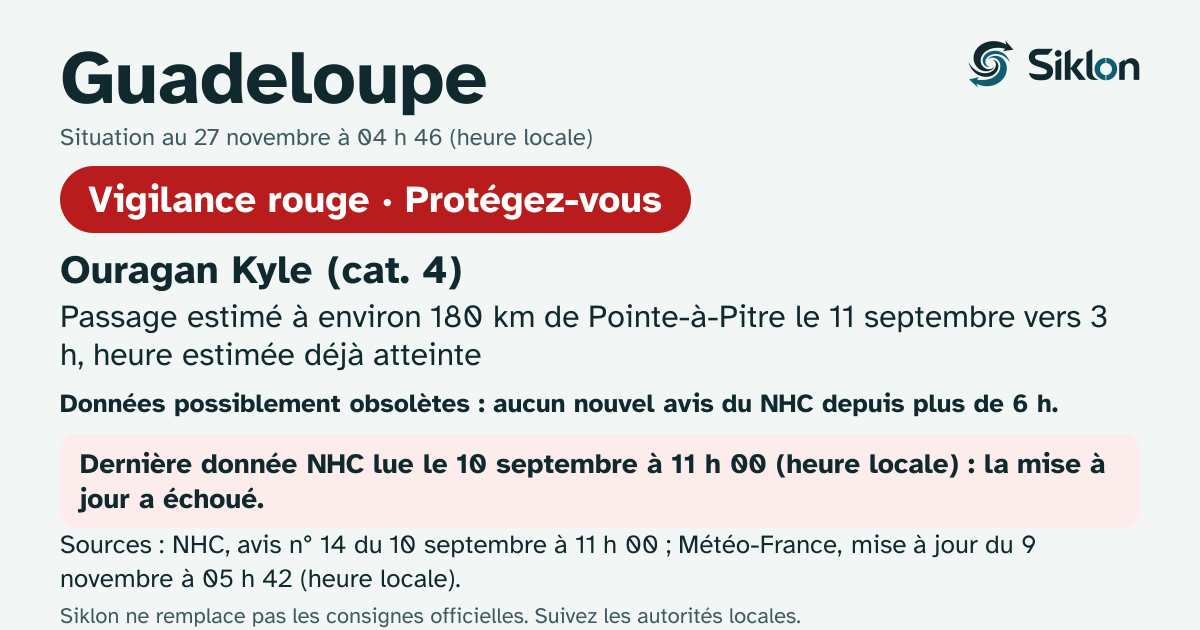 Guadeloupe
Siklon
Situation au 27 novembre à 04 h 46 (heure locale)
Vigilance rouge · Protégez-vous
Ouragan Kyle (cat. 4)
Passage estimé à environ 180 km de Pointe-à-Pitre le 11 septembre vers 3
h, heure estimée déjà atteinte
Données possiblement obsolètes : aucun nouvel avis du NHC depuis plus de 6 h.
Dernière donnée NHC lue le 10 septembre à 11 h 00 (heure locale) : la mise à
jour a échoué.
Sources : NHC, avis n° 14 du 10 septembre à 11 h 00 ; Météo-France, mise à jour du 9
novembre à 05 h 42 (heure locale).
Siklon ne remplace pas les consignes officielles. Suivez les autorités locales.